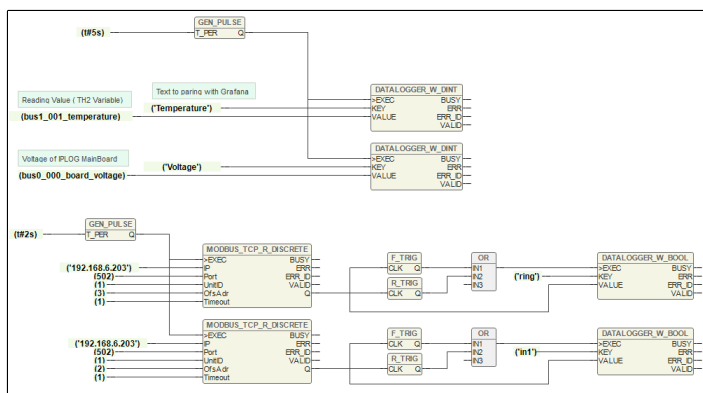 GEN_PULSE
(t#5s) T_PER Q
Text to paring with Grafana
Reading Value ( TH2 Variable)
DATALOGGER_W_DINT
>EXEC BUSY
('Temperature') KEY ERR
(bus1_001_temperature) VALUE ERR_ID
VALID
DATALOGGER_W_DINT
Voltage of IPLOG MainBoard
>EXEC BUSY
('Voltage') KEY ERR
(bus0_000_board_voltage) VALUE ERR_ID
VALID
GEN_PULSE
(t#2s) T_PER Q
MODBUS_TCP_R_DISCRETE F_TRIG OR DATALOGGER_W_BOOL
>EXEC BUSY CLK Q IN1 >EXEC BUSY
('192.168.6.203') IP ERR R_TRIG IN2 ('ring') KEY ERR
(502) Port ERR_ID CLK Q IN3 VALUE ERR_ID
(1) UnitID VALID VALID
(3) OfsAdr Q
(1) Timeout
MODBUS_TCP_R_DISCRETE F_TRIG OR DATALOGGER_W_BOOL
>EXEC BUSY CLK Q IN1 >EXEC BUSY
('192.168.6.203') IP ERR R_TRIG IN2 ('in1') KEY ERR
(502) Port ERR_ID CLK Q IN3 VALUE ERR_ID
(1) UnitID VALID VALID
(2) OfsAdr Q
(1) Timeout